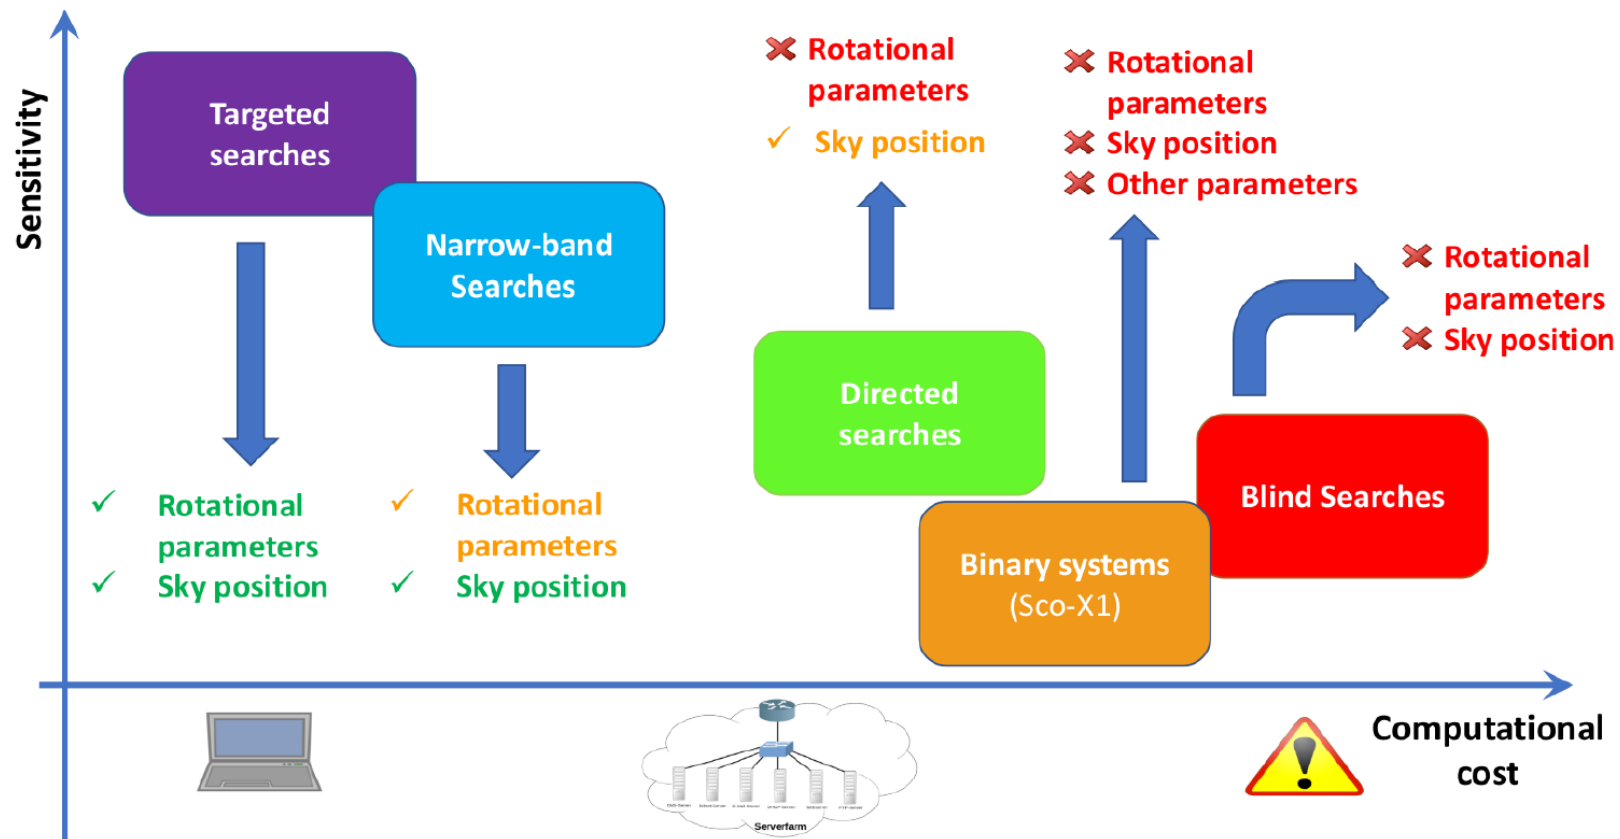 Sensitivity
Targeted
searches
Narrow-band
Searches
Rotational
parameters
Sky position
Rotational
parameters
Sky position
Rotational
parameters
Sky position
Directed
searches
Rotational
parameters
Sky position
Other parameters
Binary systems
(Sco-X1)
Rotational
parameters
Sky position
Blind Searches
Serverfarm
Computational
cost